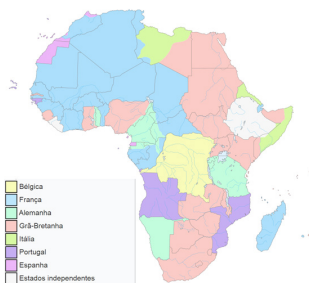 Bélgica
França
Alemanha
Grã-Bretanha
Itália
Portugal
Espanha
Estados independentes